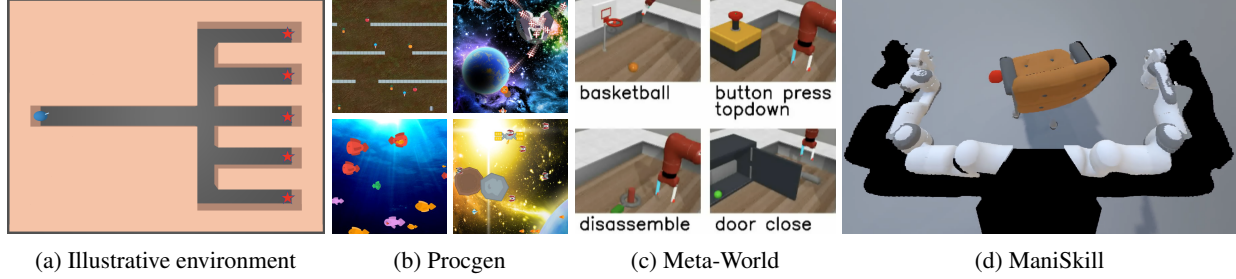 basketball
button press
topdown
disassemble
door close
(a) Illustrative environment
(b) Procgen
(c) Meta-World
(d) ManiSkill